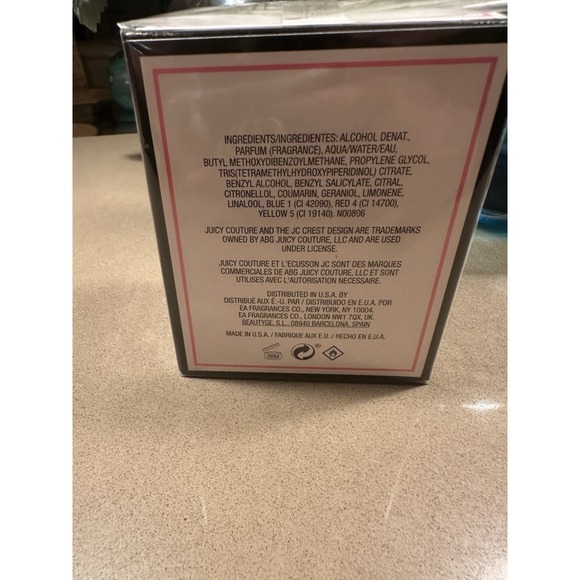 INGREDIENTS/INGREDIENTES: ALCOHOL DENAT.,
PARFUM (FRAGRANCE), AQUA/WATER/EAU,
BUTYL METHOXYDIBENZOYLMETHANE, PROPYLENE GLYCOL,
TRIS(TETRAMETHYLHYDROXYPIPERIDINOL) CITRATE,
BENZYL ALCOHOL, BENZYL SALICYLATE, CITRAL,
CITRONELLOL, COUMARIN, GERANIOL, LIMONENE,
LINALOOL, BLUE 1 (CI 42090), RED 4 (CI 14700),
YELLOW 5 (CI 19140). N00806
JUICY COUTURE AND THE JC CREST DESIGN ARE TRADEMARKS
OWNED BY ABG JUICY COUTURE, LLC AND ARE USED
UNDER LICENSE.
JUICY COUTURE ET L'ECUSSON JC SONT DES MARQUES
COMMERCIALES DE ABG JUICY COUTURE, LLC ET SONT
UTILISES AVEC L'AUTORISATION NECESSAIRE.
DISTRIBUTED IN U.S.A. BY
DISTRIBUÉ AUX É.-U. PAR / DISTRIBUIDO EN E.U.A. POR
EA FRAGRANCES CO., NEW YORK, NY 10004.
EA FRAGRANCES CO., LONDON NW1 7QX, UK.
BEAUTYGE, S.L., 08940 BARCELONA, SPAIN
MADE IN U.S.A. / FABRIQUE AUX E.U. / HECHO EN E.U.A.
36M ®